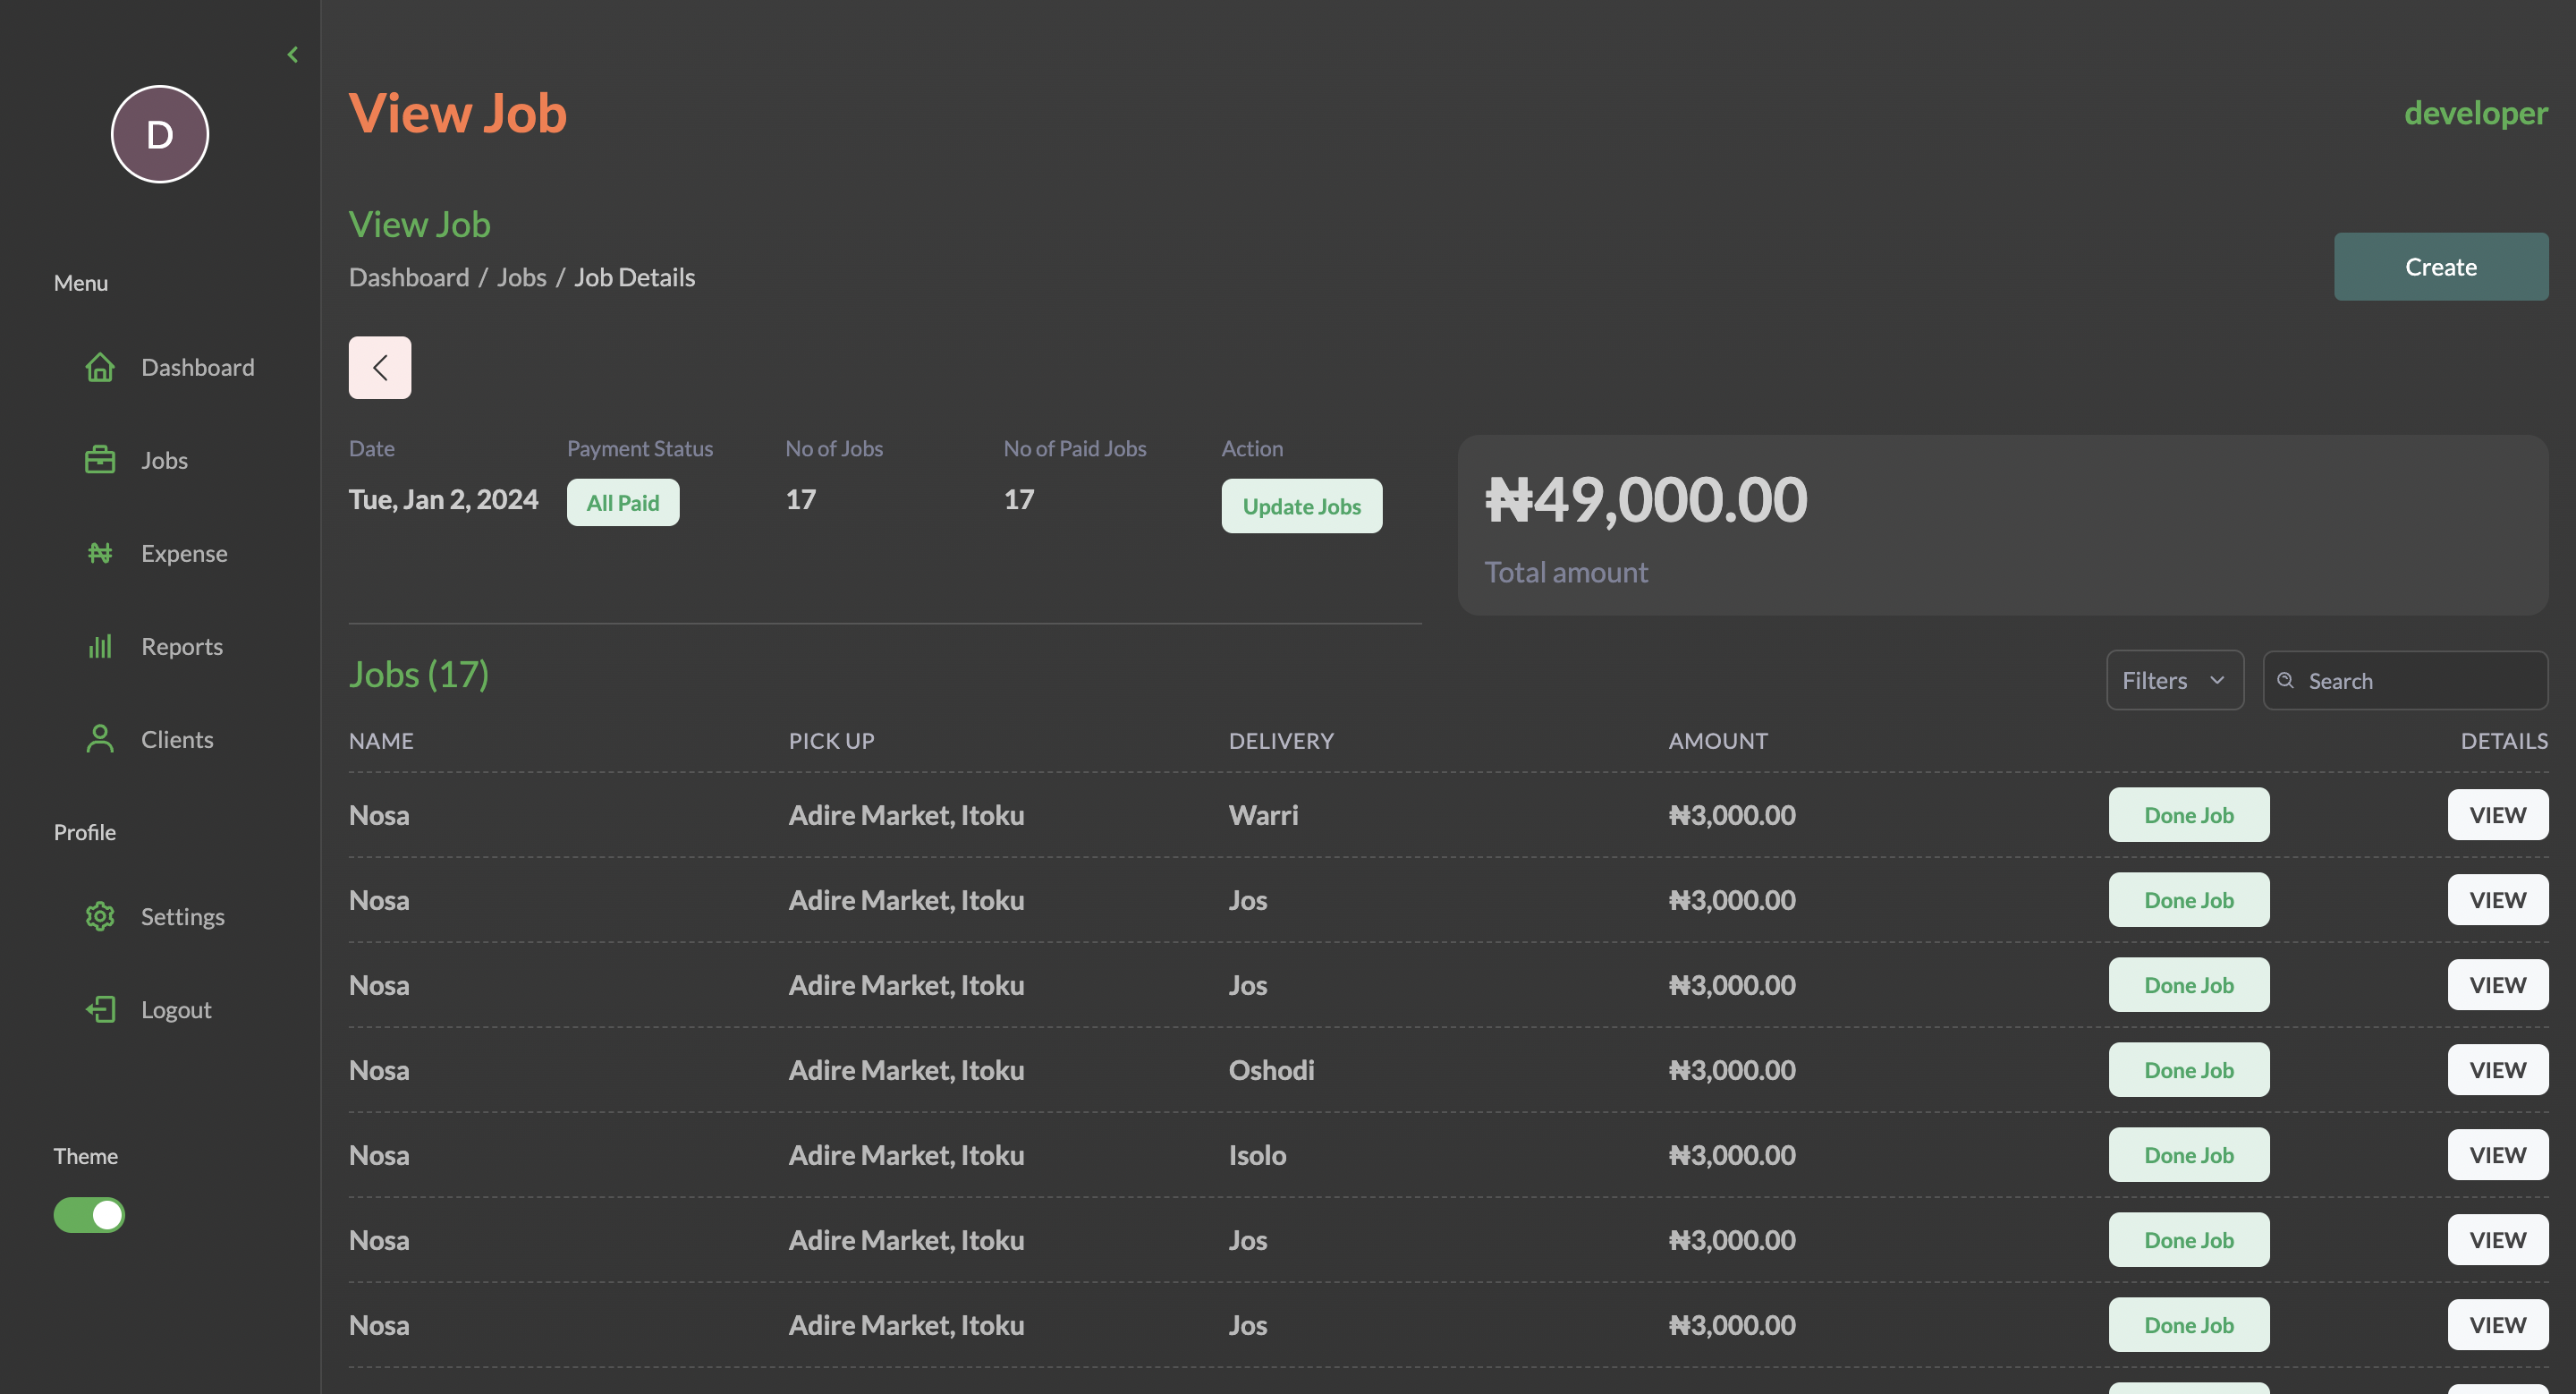 D
Menu
Dashboard
Jobs
Expense
Reports
Clients
Profile
Settings
Logout
Theme
View Job
developer
View Job
Dashboard / Jobs / Job Details
Create
Date Payment Status No of Jobs No of Paid Jobs Action
Tue, Jan 2, 2024 All Paid 17 17 Update Jobs
₦49,000.00
Total amount
Jobs (17)
Filters Search
NAME PICK UP DELIVERY AMOUNT DETAILS
Nosa Adire Market, Itoku Warri ₦3,000.00 Done Job VIEW
Nosa Adire Market, Itoku Jos ₦3,000.00 Done Job VIEW
Nosa Adire Market, Itoku Jos ₦3,000.00 Done Job VIEW
Nosa Adire Market, Itoku Oshodi ₦3,000.00 Done Job VIEW
Nosa Adire Market, Itoku Isolo ₦3,000.00 Done Job VIEW
Nosa Adire Market, Itoku Jos ₦3,000.00 Done Job VIEW
Nosa Adire Market, Itoku Jos ₦3,000.00 Done Job VIEW